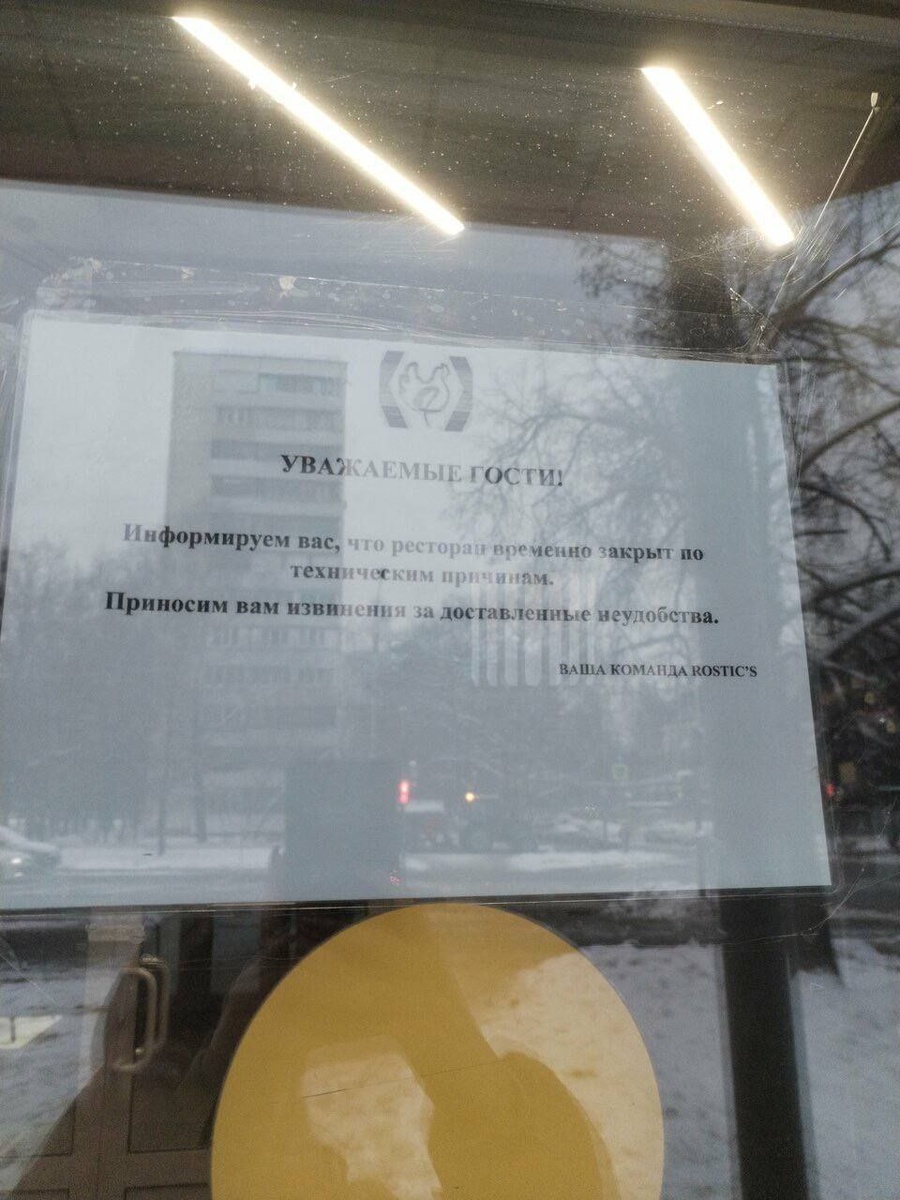 УВАЖАЕМЫЕ ГОСТИ!
Информируем вас, что ресторан временно закрыт по
техническим причинам.
Приносим вам извинения за доставленные неудобства.
ВАША КОМАНДА ROSTIC'S